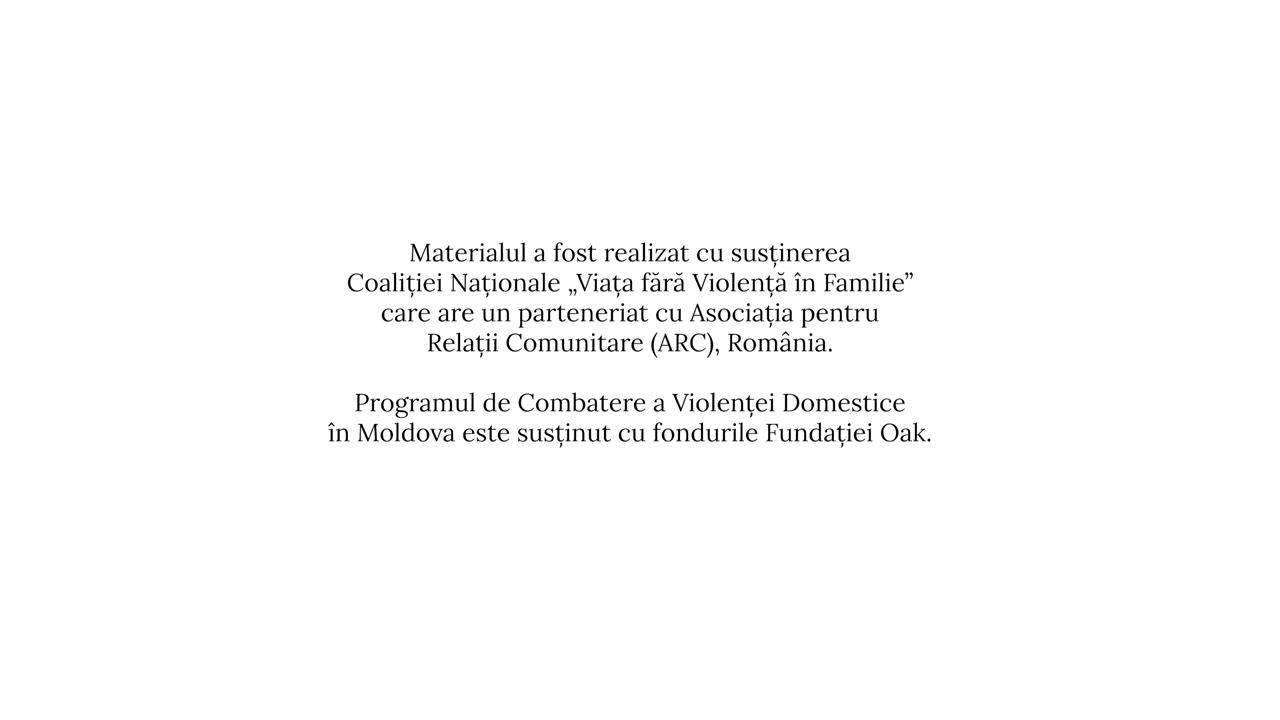 Materialul a fost realizat cu susținerea
Coaliției Naționale „Viața fără Violență în Familie”
care are un parteneriat cu Asociația pentru
Relații Comunitare (ARC), România.
Programul de Combatere a Violenței Domestice
în Moldova este susținut cu fondurile Fundației Oak.